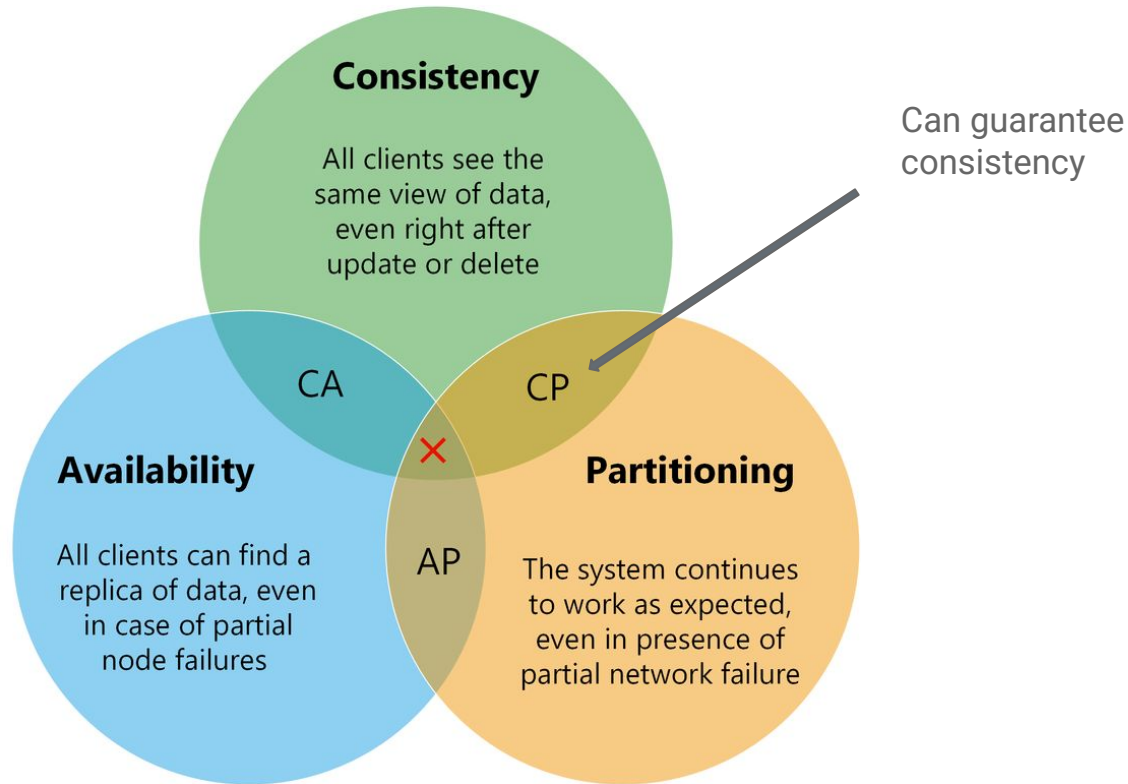 Consistency
All clients see the
same view of data,
even right after
update or delete
Can guarantee
consistency
CA
CP
Availability
All clients can find a
replica of data, even
in case of partial
node failures
AP
Partitioning
The system continues
to work as expected,
even in presence of
partial network failure